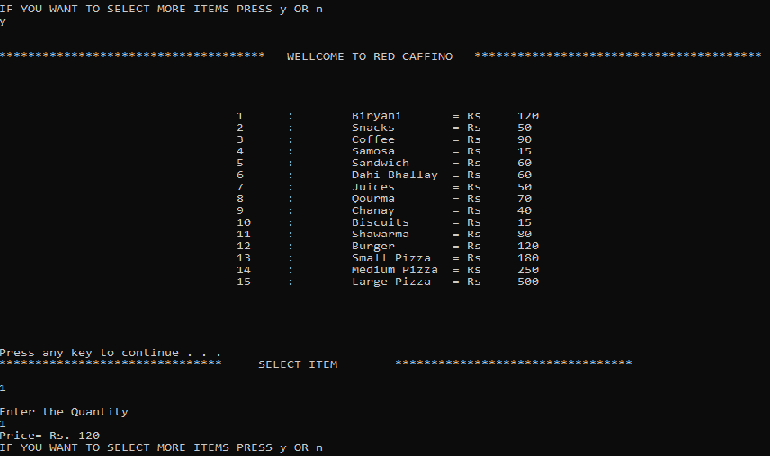 IF YOU WANT TO SELECT MORE ITEMS PRESS y OR n
y
************************************* WELLCOME TO RED CAFFINO ****************************************
1 : Biryani = Rs 120
2 : Snacks = Rs 50
3 : Coffee = Rs 90
4 : Samosa = Rs 15
5 : Sandwich = Rs 60
6 : Dahi Bhallay = Rs 60
7 : Juices = Rs 50
8 : Qourma = Rs 70
9 : Chanay = Rs 40
10 : Biscuits = Rs 15
11 : Shawarma = Rs 80
12 : Burger = Rs 120
13 : Small Pizza = Rs 180
14 : Medium Pizza = Rs 250
15 : Large Pizza = Rs 500
Press any key to continue . . .
******************************* SELECT ITEM *********************************
1
Enter the Quantity
1
Price= Rs. 120
IF YOU WANT TO SELECT MORE ITEMS PRESS y OR n